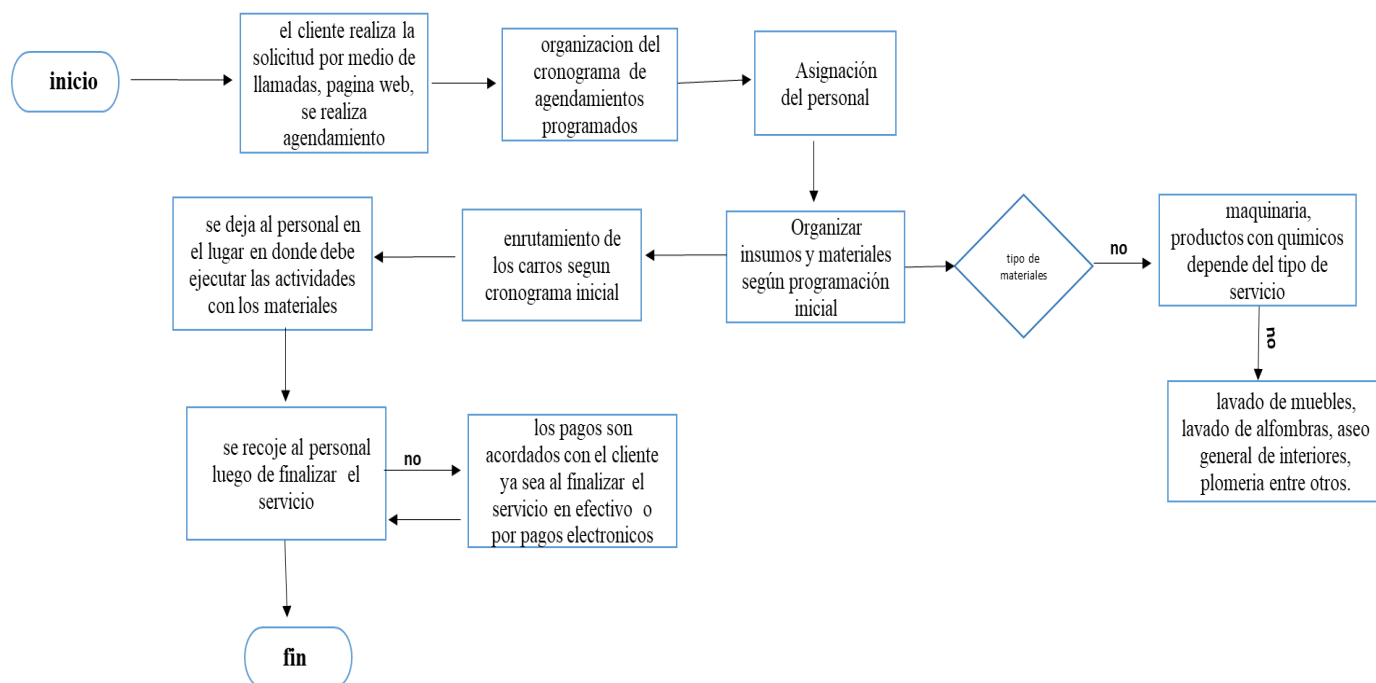 inicio
el cliente realiza la
solicitud por medio de
llamadas, pagina web,
se realiza
agendamiento
organizacion del
cronograma de
agendamientos
programados
Asignación
del personal
Organizar
insumos y materiales
según programación
inicial
tipo de
materiales
no
maquinaria,
productos con quimicos
depende del tipo de
servicio
no
lavado de muebles,
lavado de alfombras, aseo
general de interiores,
plomeria entre otros.
enrutamiento de
los carros segun
cronograma inicial
se deja al personal en
el lugar en donde debe
ejecutar las actividades
con los materiales
se recoje al personal
luego de finalizar el
servicio
no
los pagos son
acordados con el cliente
ya sea al finalizar el
servicio en efectivo o
por pagos electronicos
fin